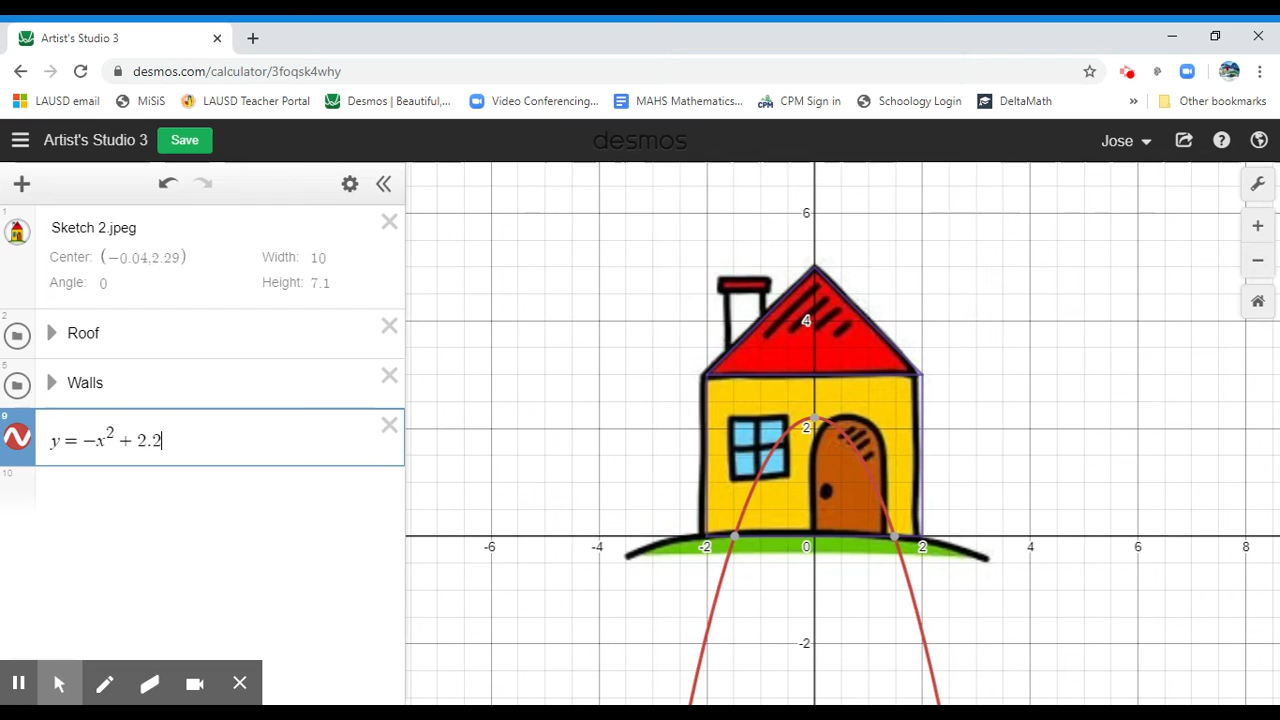 Artist's Studio 3
desmos.com/calculator/3foqsk4why
LAUSD email MiSiS LAUSD Teacher Portal Desmos | Beautiful,... Video Conferencing... MAHS Mathematics... CPM Sign in Schoology Login DeltaMath » Other bookmarks
CPM
Artist's Studio 3 Save desmos Jose
1
Sketch 2.jpeg
Center: (−0.04,2.29) Width: 10
Angle: 0 Height: 7.1
2
Roof
5
Walls
9
y = −x² + 2.2
10
6
4
2
-6 -4 -2 0 2 4 6 8
-2